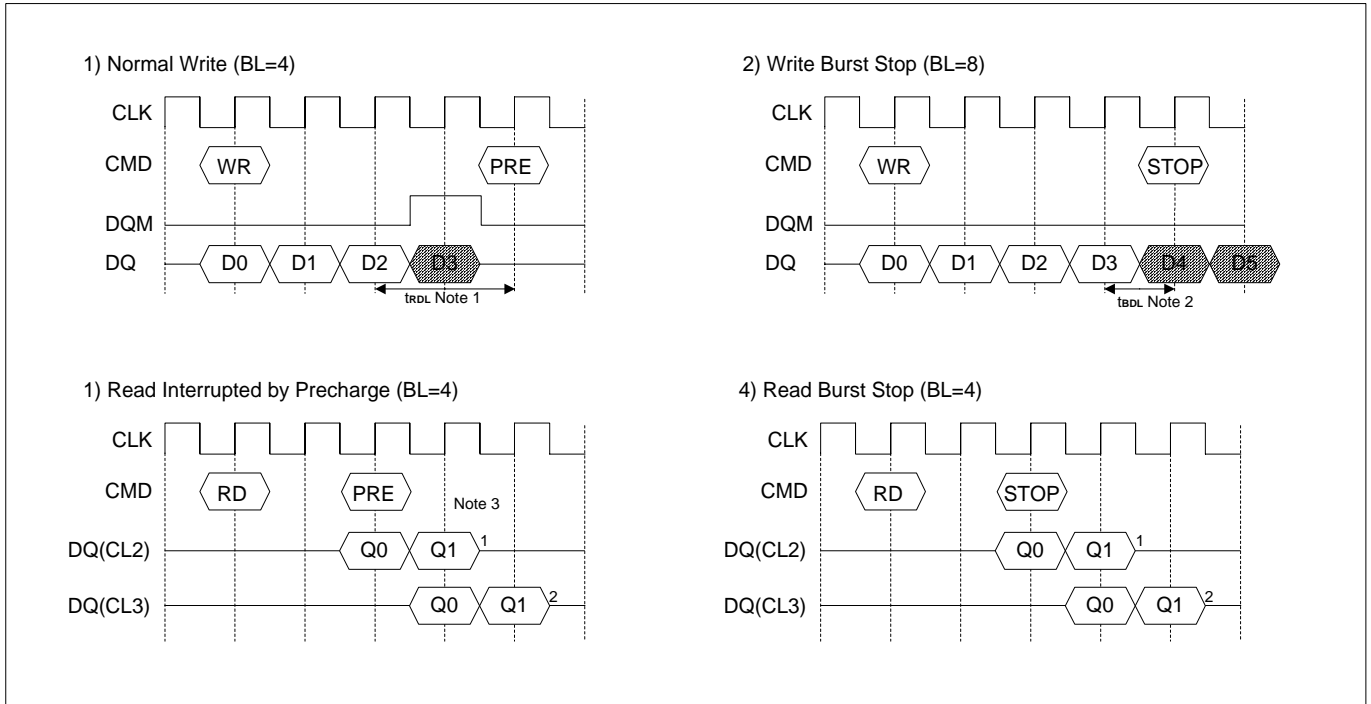 1) Normal Write (BL=4)
CLK
CMD WR PRE
DQM
DQ D0 D1 D2 D3
tRDL Note 1
2) Write Burst Stop (BL=8)
CLK
CMD WR STOP
DQM
DQ D0 D1 D2 D3 D4 D5
tBDL Note 2
1) Read Interrupted by Precharge (BL=4)
CLK
CMD RD PRE
Note 3
DQ(CL2) Q0 Q1 1
DQ(CL3) Q0 Q1 2
4) Read Burst Stop (BL=4)
CLK
CMD RD STOP
DQ(CL2) Q0 Q1 1
DQ(CL3) Q0 Q1 2